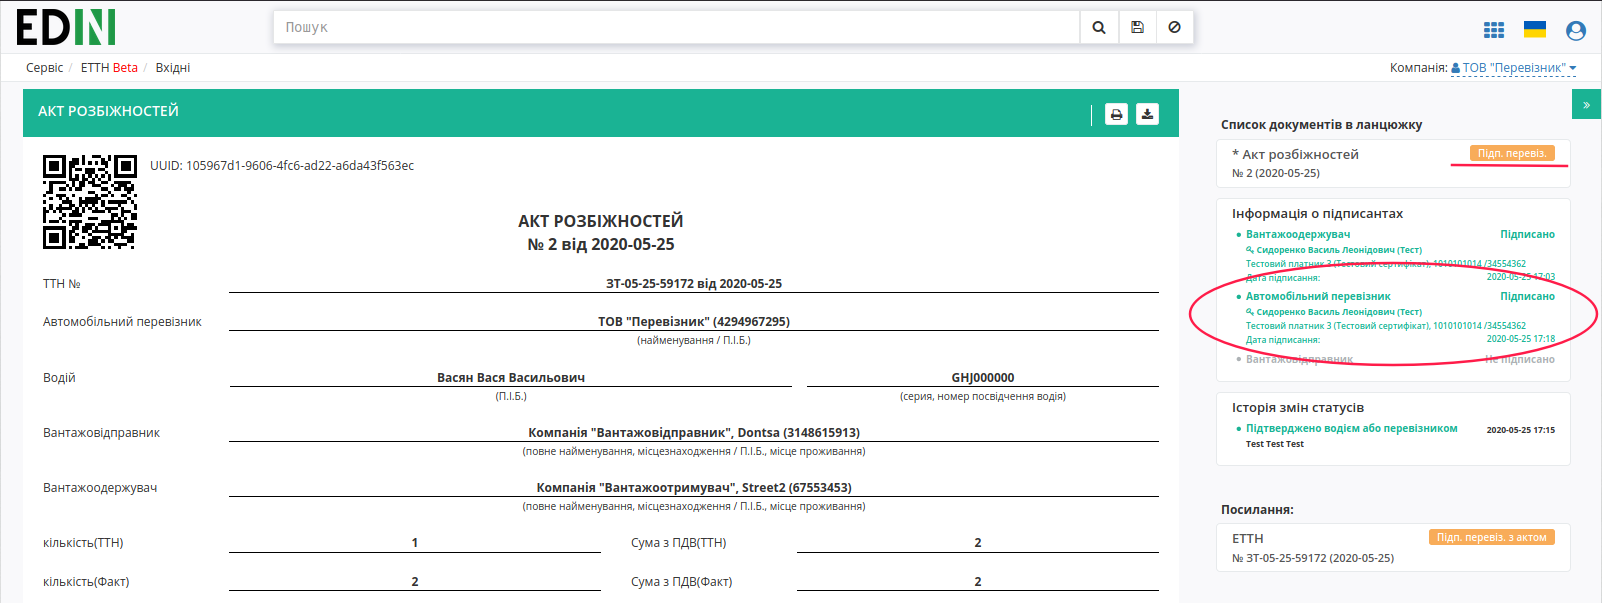 EDIN
Пошук
Сервіс / ЕТТН Beta / Вхідні
Компанія: ТОВ "Перевізник"
АКТ РОЗБІЖНОСТЕЙ
»
UUID: 105967d1-9606-4fc6-ad22-a6da43f563ec
АКТ РОЗБІЖНОСТЕЙ
№ 2 від 2020-05-25
ТТН № ЗТ-05-25-59172 від 2020-05-25
Автомобільний перевізник ТОВ "Перевізник" (4294967295)
(найменування / П.І.Б.)
Водій Васян Вася Васильович GHJ000000
(П.І.Б.) (серия, номер посвідчення водія)
Вантажовідправник Компанія "Вантажовідправник", Dontsa (3148615913)
(повне найменування, місцезнаходження / П.І.Б., місце проживання)
Вантажоодержувач Компанія "Вантажоотримувач", Street2 (67553453)
(повне найменування, місцезнаходження / П.І.Б., місце проживання)
кількість(ТТН) 1 Сума з ПДВ(ТТН) 2
кількість(Факт) 2 Сума з ПДВ(Факт) 2
Список документів в ланцюжку
* Акт розбіжностей Підп. перевіз.
№ 2 (2020-05-25)
Інформація о підписантах
Вантажоодержувач Підписано
Сидоренко Василь Леонідович (Тест)
Тестовий платник 3 (Тестовий сертифікат), 1010101014 /34554362
Дата підписання: 2020-05-25 17:03
Автомобільний перевізник Підписано
Сидоренко Василь Леонідович (Тест)
Тестовий платник 3 (Тестовий сертифікат), 1010101014 /34554362
Дата підписання: 2020-05-25 17:18
Вантажовідправник Не підписано
Історія змін статусів
Підтверджено водієм або перевізником 2020-05-25 17:15
Test Test Test
Посилання:
ЕТТН Підп. перевіз. з актом
№ ЗТ-05-25-59172 (2020-05-25)